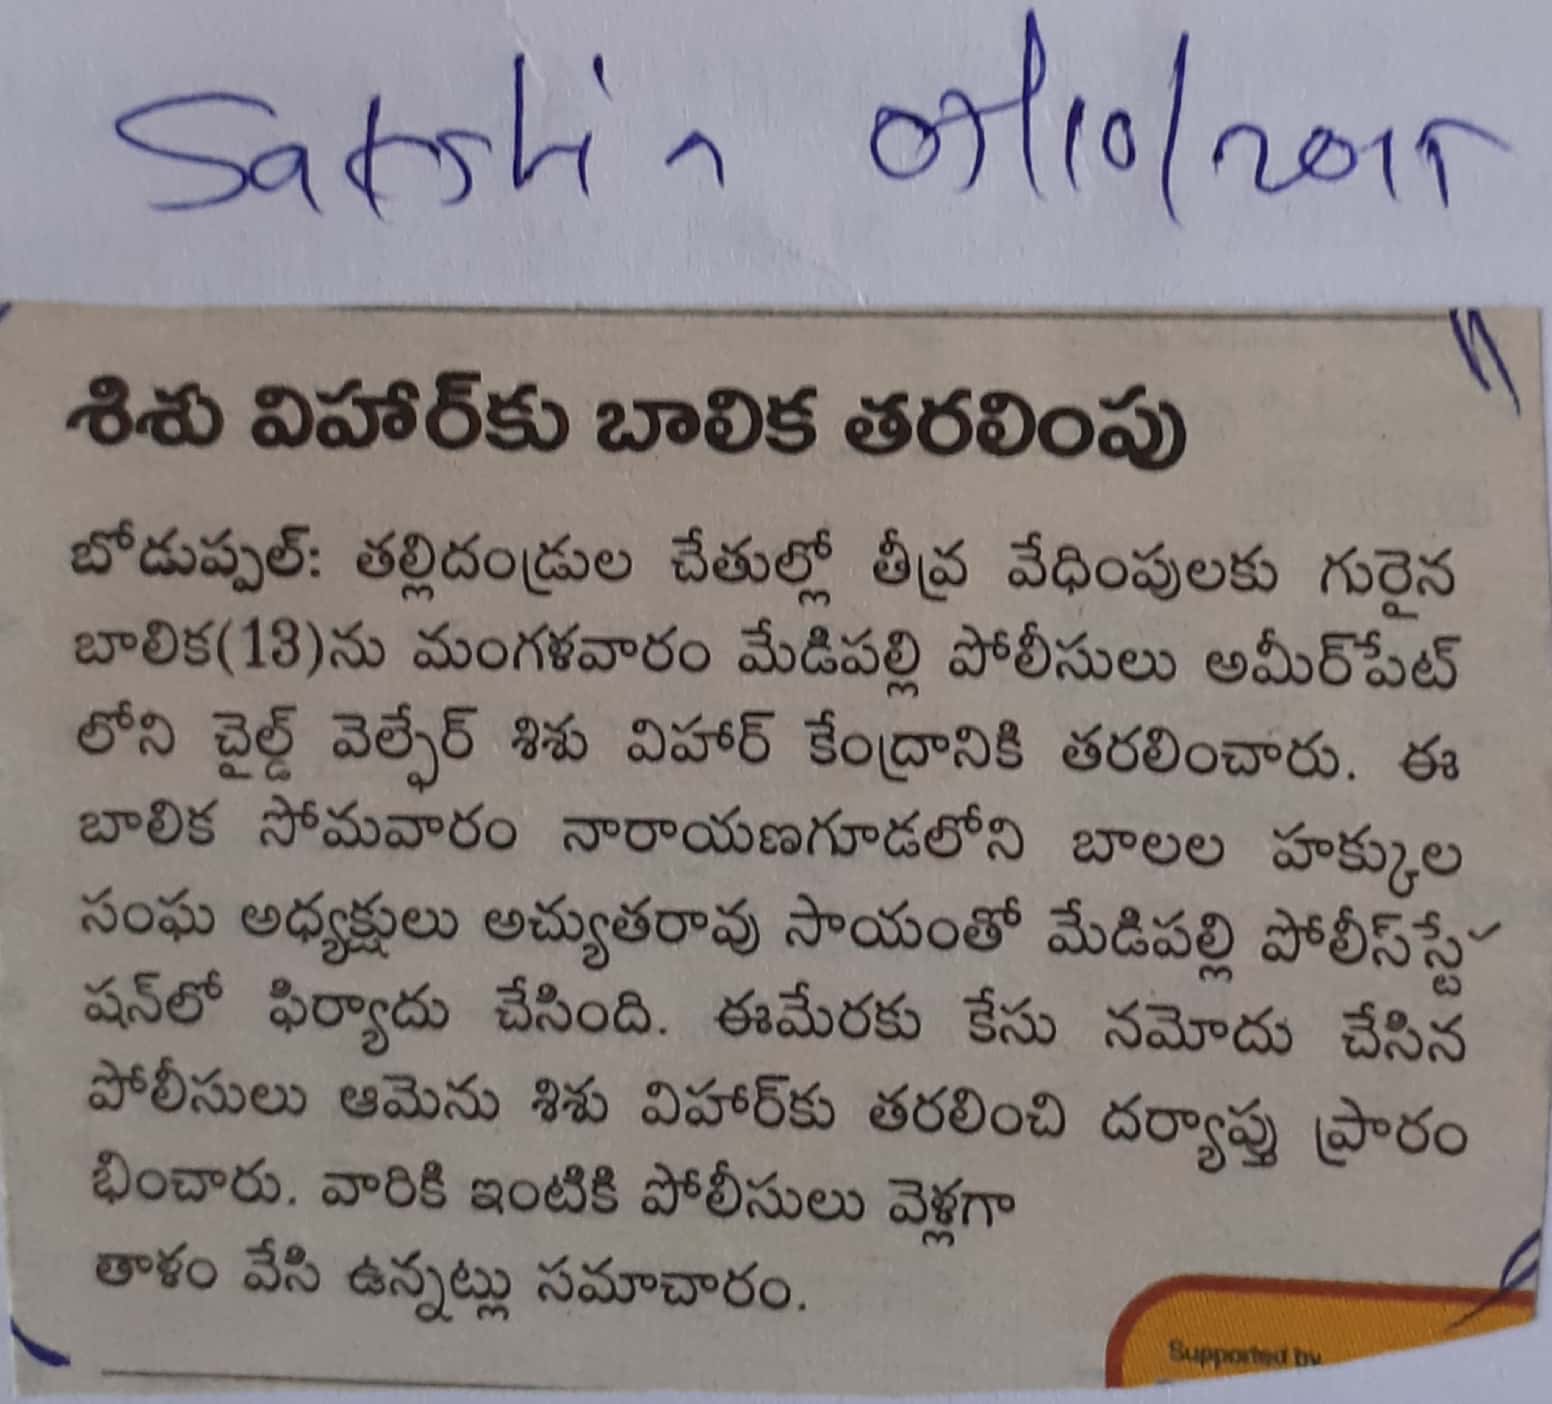 Sakshi 07/10/2015
శిశు విహార్‌కు బాలిక తరలింపు
బోడుప్పల్: తల్లిదండ్రుల చేతుల్లో తీవ్ర వేధింపులకు గురైన
బాలిక(13)ను మంగళవారం మేడిపల్లి పోలీసులు అమీర్‌పేట్
లోని చైల్డ్ వెల్ఫేర్ శిశు విహార్ కేంద్రానికి తరలించారు. ఈ
బాలిక సోమవారం నారాయణగూడలోని బాలల హక్కుల
సంఘ అధ్యక్షులు అచ్యుతరావు సాయంతో మేడిపల్లి పోలీస్‌స్టే
షన్‌లో ఫిర్యాదు చేసింది. ఈమేరకు కేసు నమోదు చేసిన
పోలీసులు ఆమెను శిశు విహార్‌కు తరలించి దర్యాప్తు ప్రారం
భించారు. వారికి ఇంటికి పోలీసులు వెళ్లగా
తాళం వేసి ఉన్నట్లు సమాచారం.
Supported by